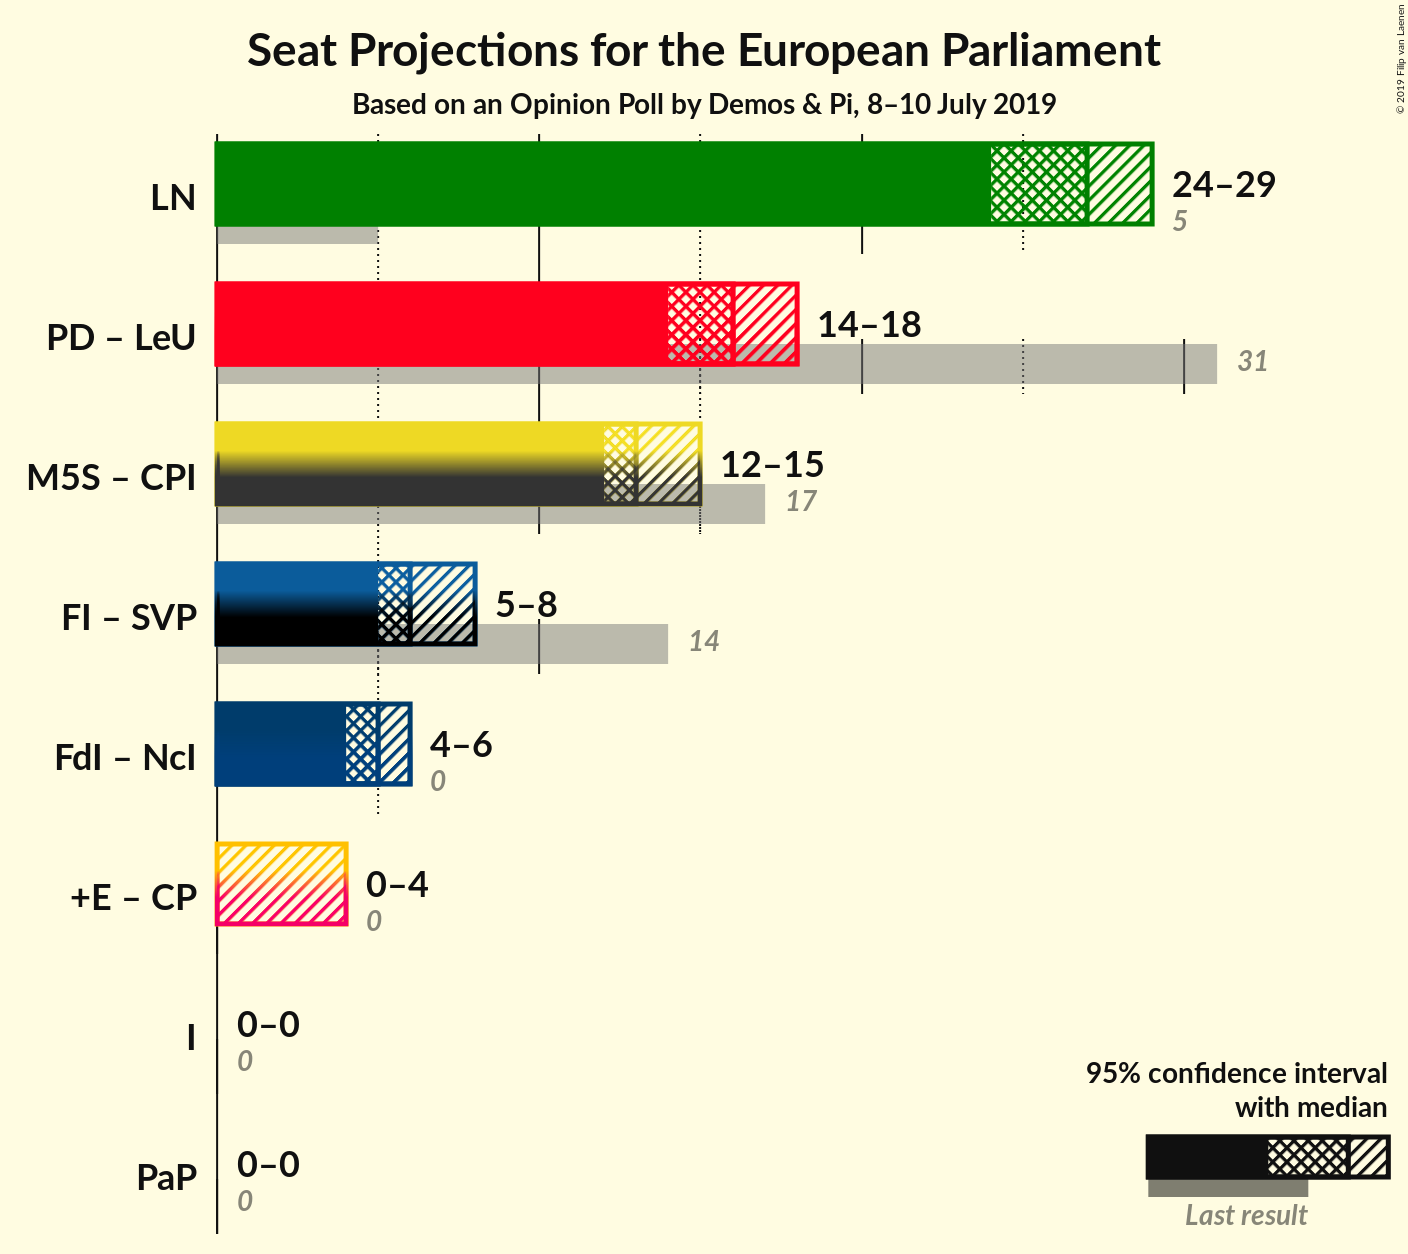 Seat Projections for the European Parliament
Based on an Opinion Poll by Demos & Pi, 8–10 July 2019
© 2019 Filip van Laenen
LN
24–29
5
PD – LeU
14–18
31
M5S – CPI
12–15
17
FI – SVP
5–8
14
FdI – NcI
4–6
0
+E – CP
0–4
0
I
0–0
0
PaP
0–0
0
95% confidence interval
with median
Last result